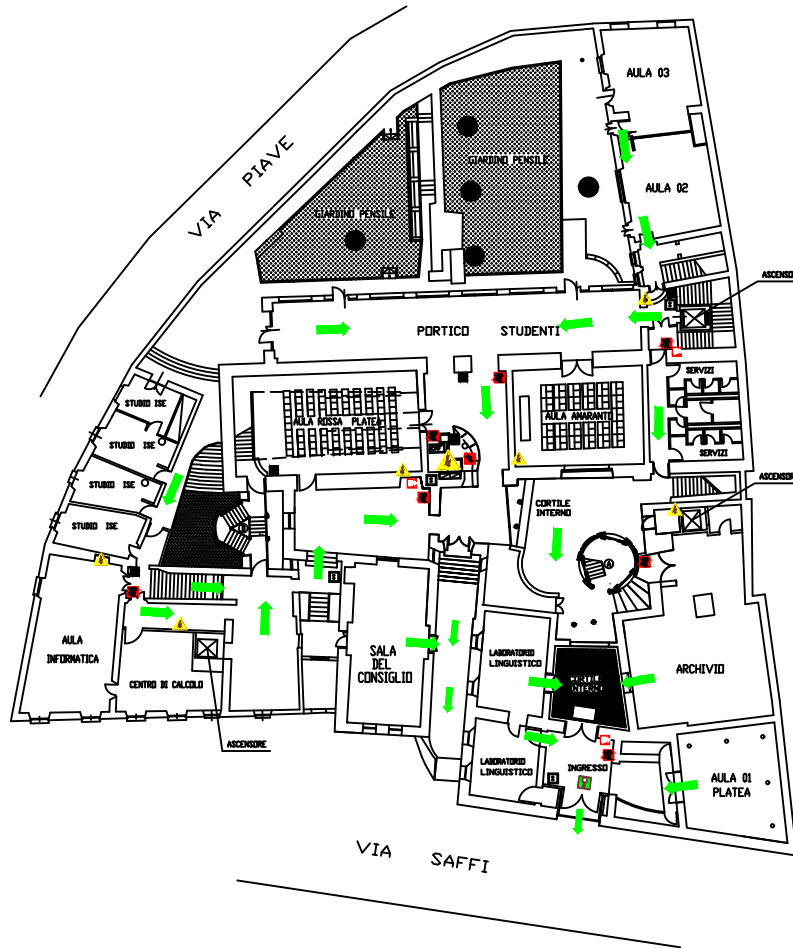 AULA 03
VIA PIAVE
GIARDINO PENSILE
AULA 02
GIARDINO PENSILE
ASCENSO
PORTICO STUDENTI
SERVIZI
STUDIO ISE
AULA ROSSA PLATEA
AULA AMARANTO
STUDIO ISE
SERVIZI
ASCENSO
STUDIO ISE
CORTILE
INTERNO
STUDIO ISE
A
AULA
INFORMATICA
SALA
DEL
CONSIGLIO
LABORATORIO
LINGUISTICO
ARCHIVIO
CENTRO DI CALCOLO
CORTILE
INTERNO
ASCENSORE
LABORATORIO
LINGUISTICO
INGRESSO
AULA 01
PLATEA
VIA SAFFI